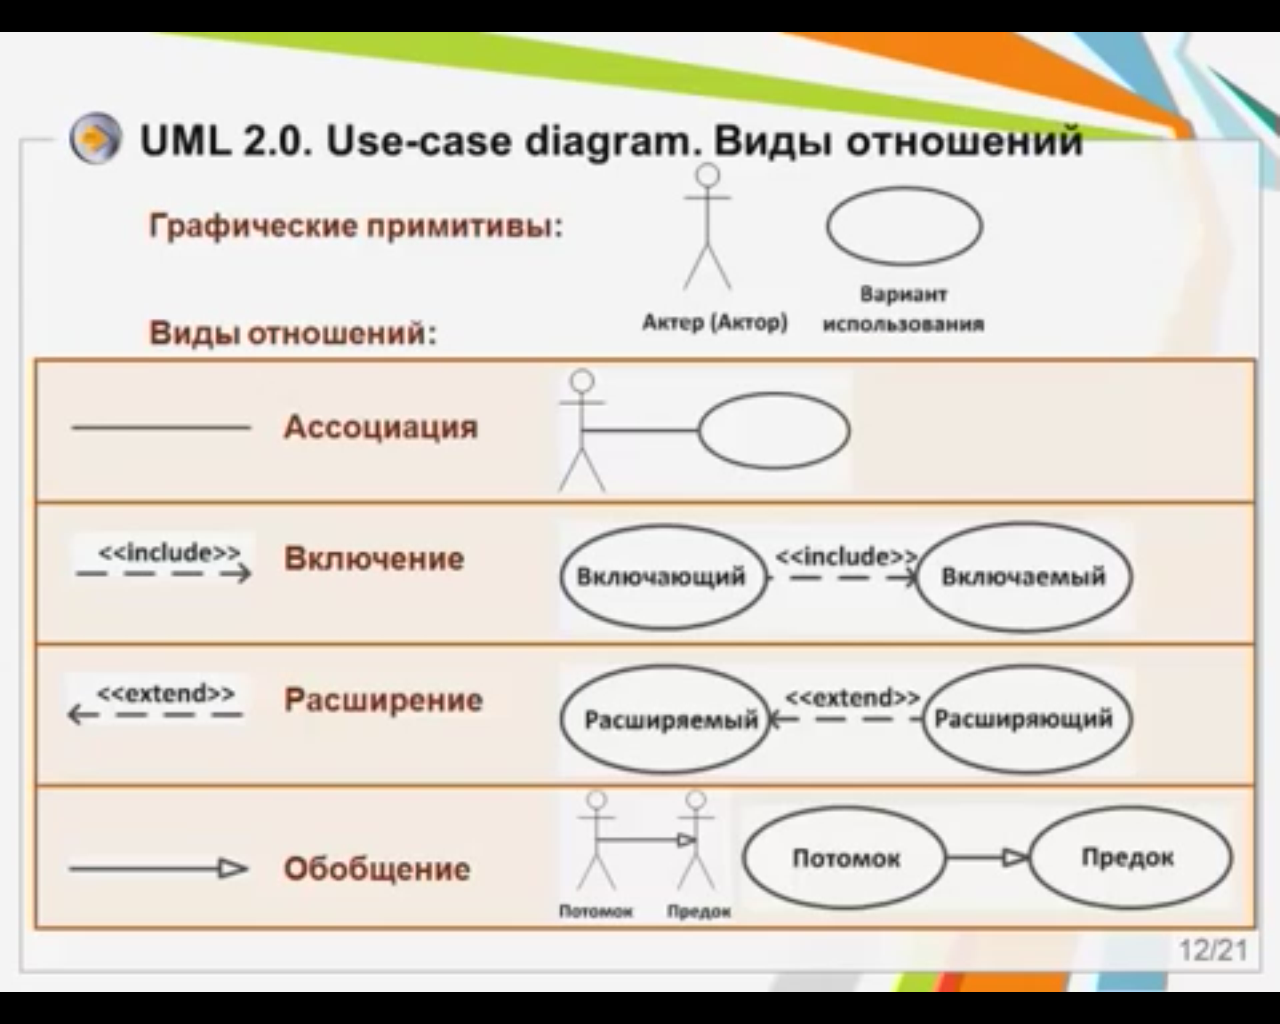 UML 2.0. Use-case diagram. Виды отношений
Графические примитивы:
Актер (Актор)
Вариант
использования
Виды отношений:
Ассоциация
<<include>>
Включение
Включающий
<<include>>
Включаемый
<<extend>>
Расширение
Расширяемый
<<extend>>
Расширяющий
Обобщение
Потомок
Предок
Потомок
Предок
12/21